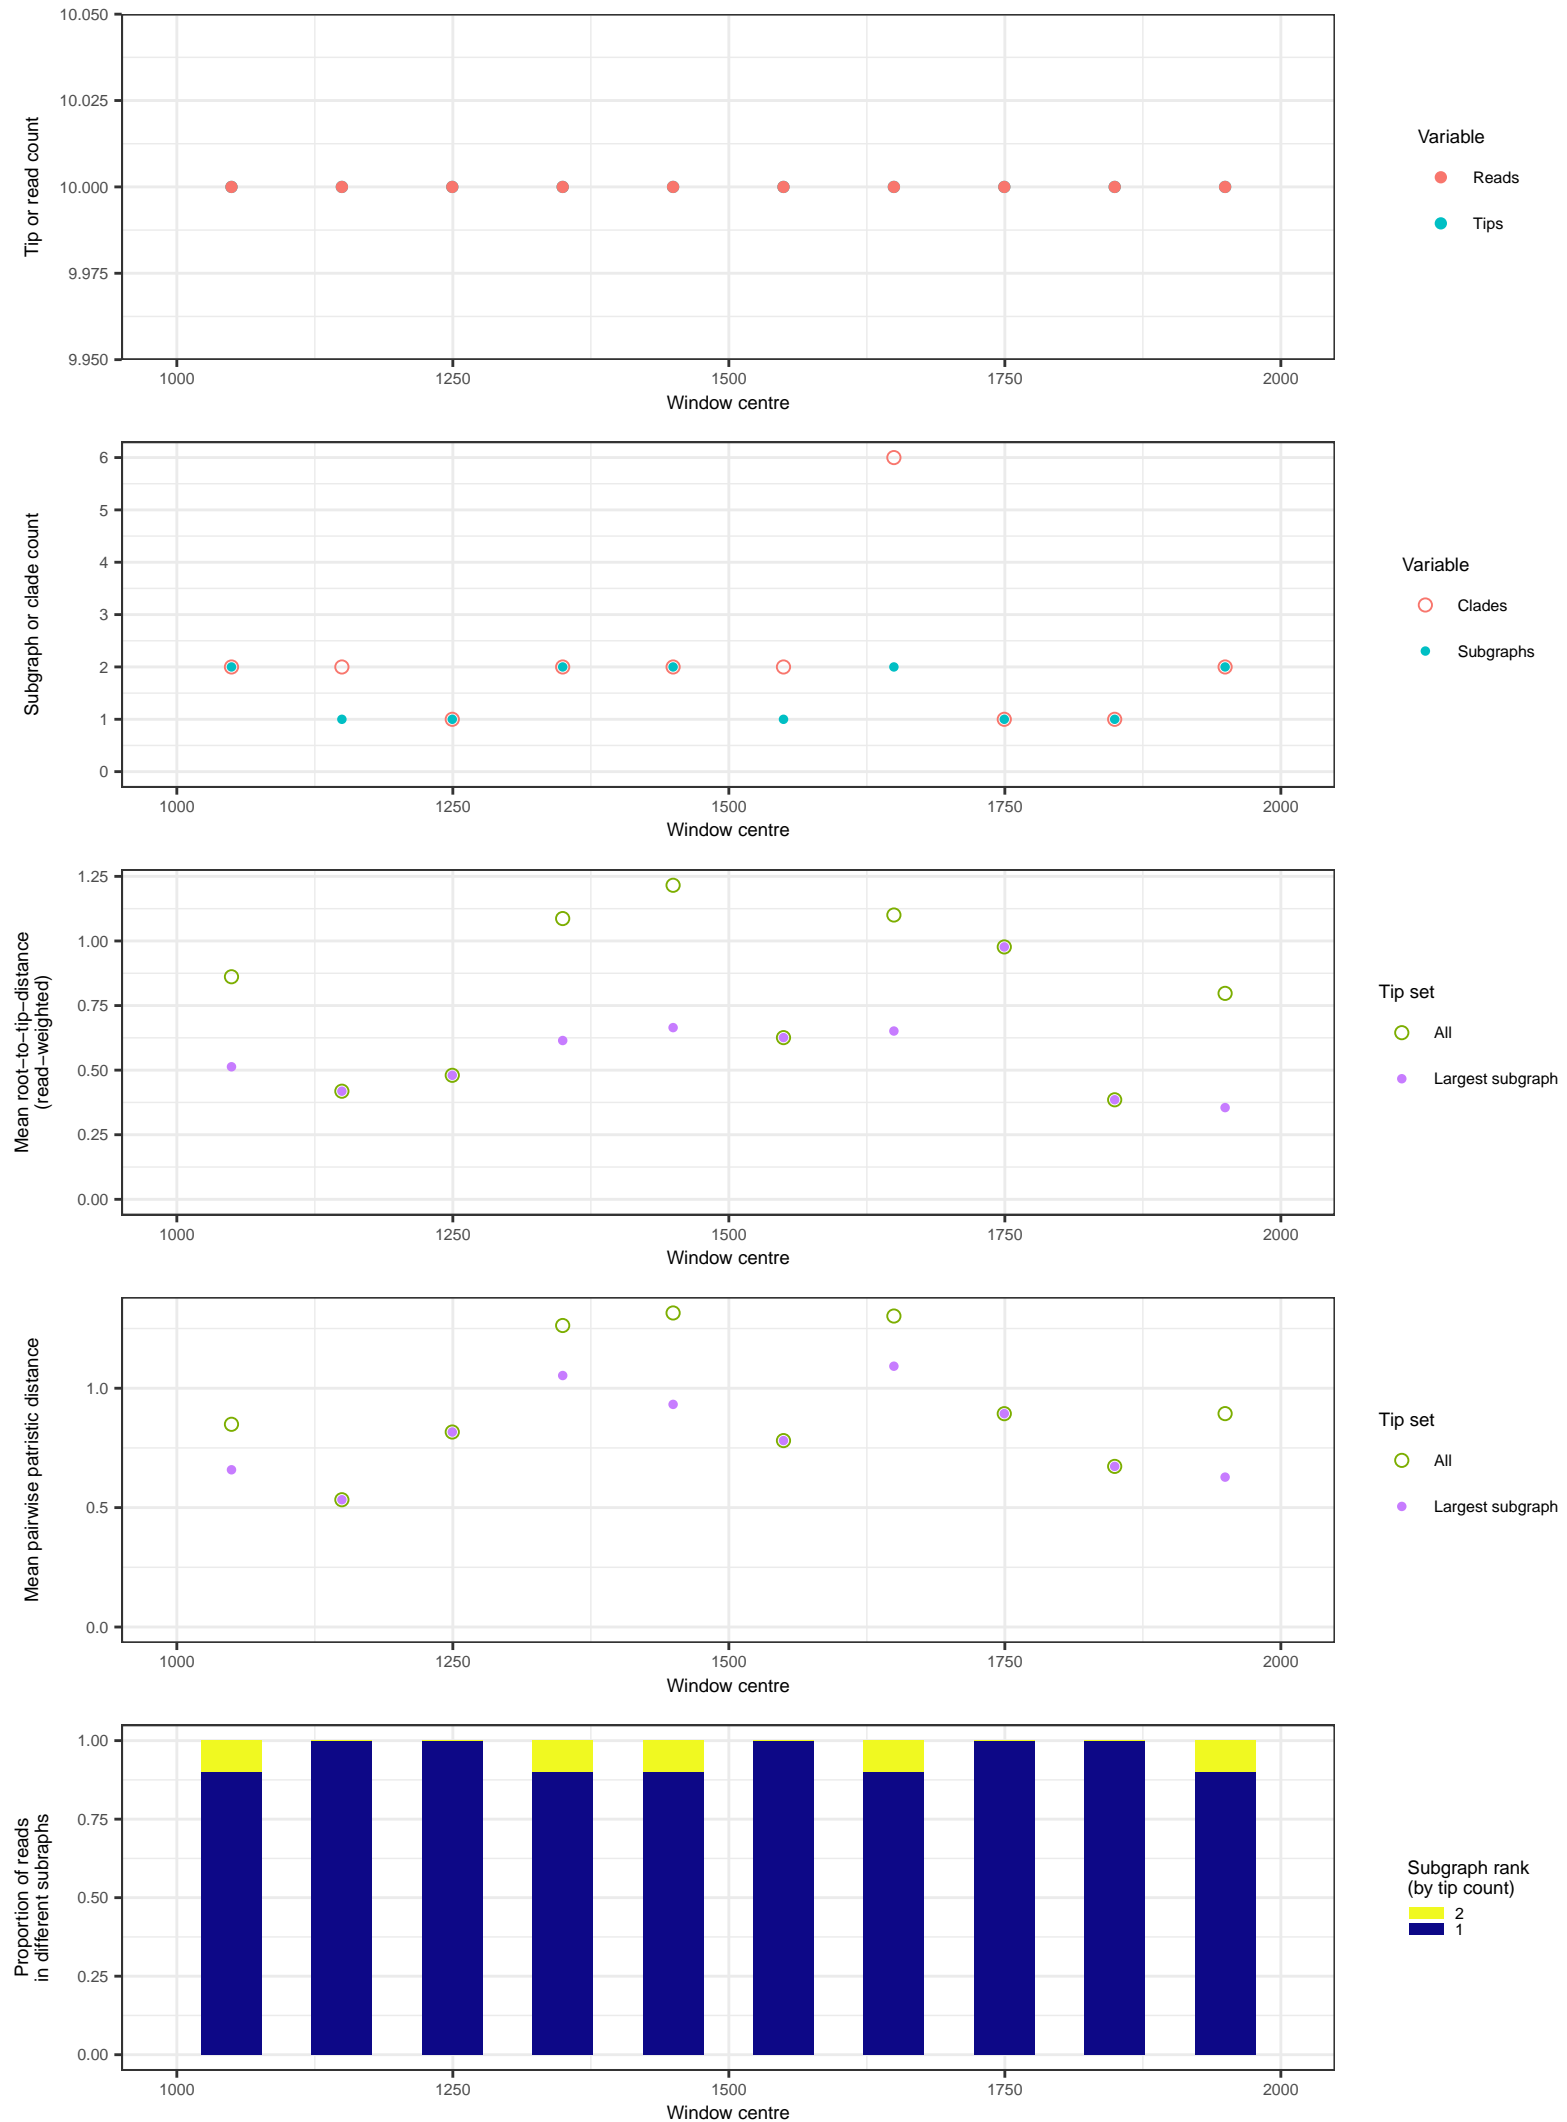 10.050
10.025
10.000
9.975
9.950
Tip or read count
1000 1250 1500 1750 2000
Window centre
Variable
Reads
Tips
6
5
4
3
2
1
0
Subgraph or clade count
1000 1250 1500 1750 2000
Window centre
Variable
Clades
Subgraphs
1.25
1.00
0.75
0.50
0.25
0.00
Mean root−to−tip−distance
(read−weighted)
1000 1250 1500 1750 2000
Window centre
Tip set
All
Largest subgraph
1.0
0.5
0.0
Mean pairwise patristic distance
1000 1250 1500 1750 2000
Window centre
Tip set
All
Largest subgraph
1.00
0.75
0.50
0.25
0.00
Proportion of reads
in different subraphs
1000 1250 1500 1750 2000
Window centre
Subgraph rank
(by tip count)
2
1